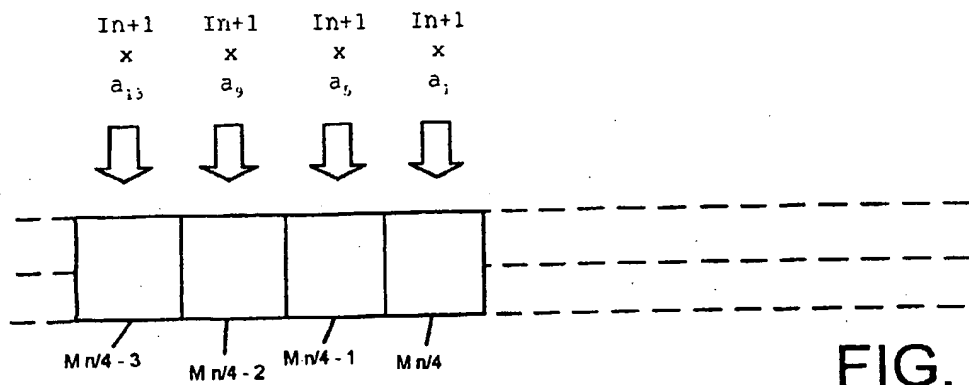 In+1 In+1 In+1 In+1
x x x x
a₁₃ a₉ a₅ a₁
M n/4 - 3 M n/4 - 2 M n/4 - 1 M n/4
FIG.